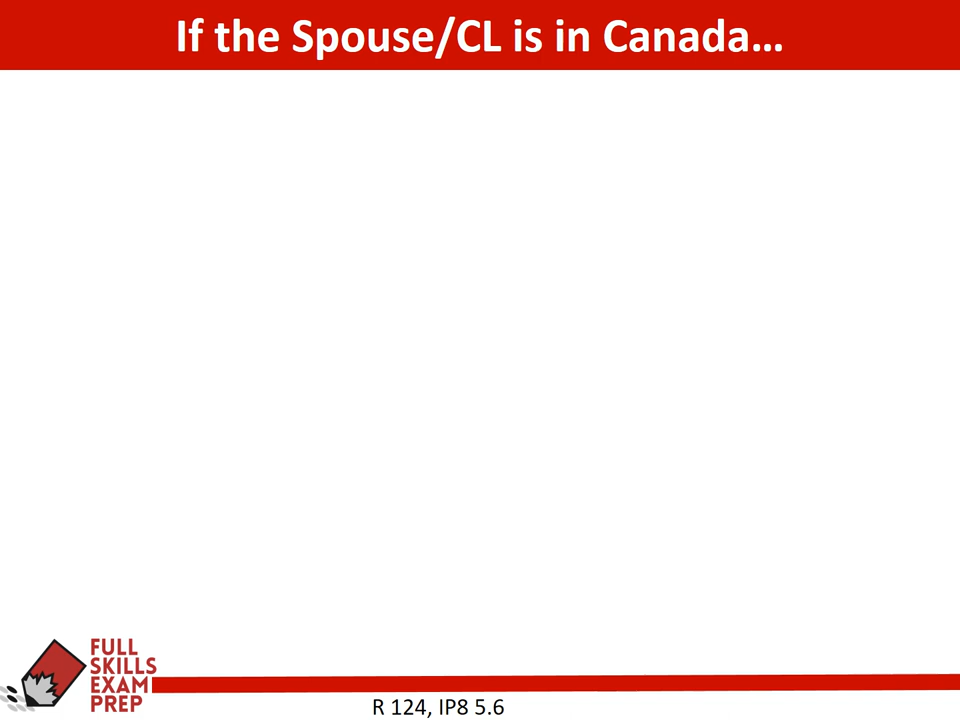 If the Spouse/CL is in Canada…
FULL
SKILLS
EXAM
PREP
R 124, IP8 5.6